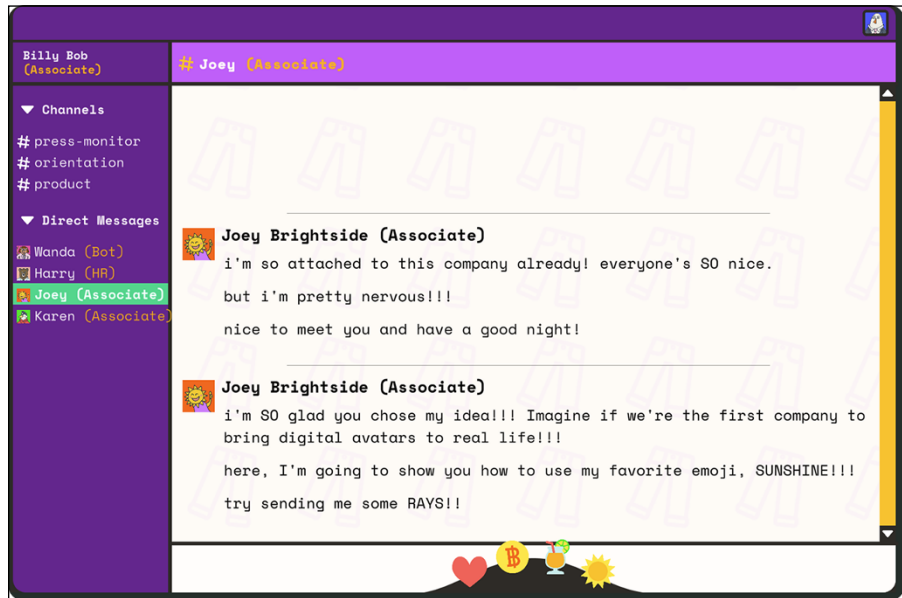 Billy Bob
(Associate)
# Joey (Associate)
Channels
# press-monitor
# orientation
# product
Direct Messages
Wanda (Bot)
Harry (HR)
Joey (Associate)
Karen (Associate)
Joey Brightside (Associate)
i'm so attached to this company already! everyone's SO nice.
but i'm pretty nervous!!!
nice to meet you and have a good night!
Joey Brightside (Associate)
i'm SO glad you chose my idea!!! Imagine if we're the first company to
bring digital avatars to real life!!!
here, I'm going to show you how to use my favorite emoji, SUNSHINE!!!
try sending me some RAYS!!